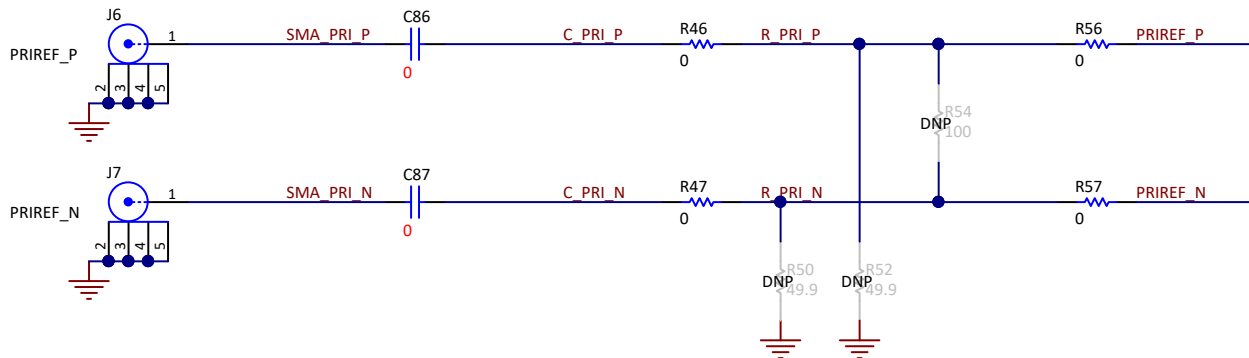 J6
C86
R46
R56
1
SMA_PRI_P
C_PRI_P
R_PRI_P
PRIREF_P
PRIREF_P
0
0
0
2
3
4
5
R54
DNP
100
J7
C87
R47
R57
1
SMA_PRI_N
C_PRI_N
R_PRI_N
PRIREF_N
PRIREF_N
0
0
0
2
3
4
5
R50
R52
DNP
DNP
49.9
49.9